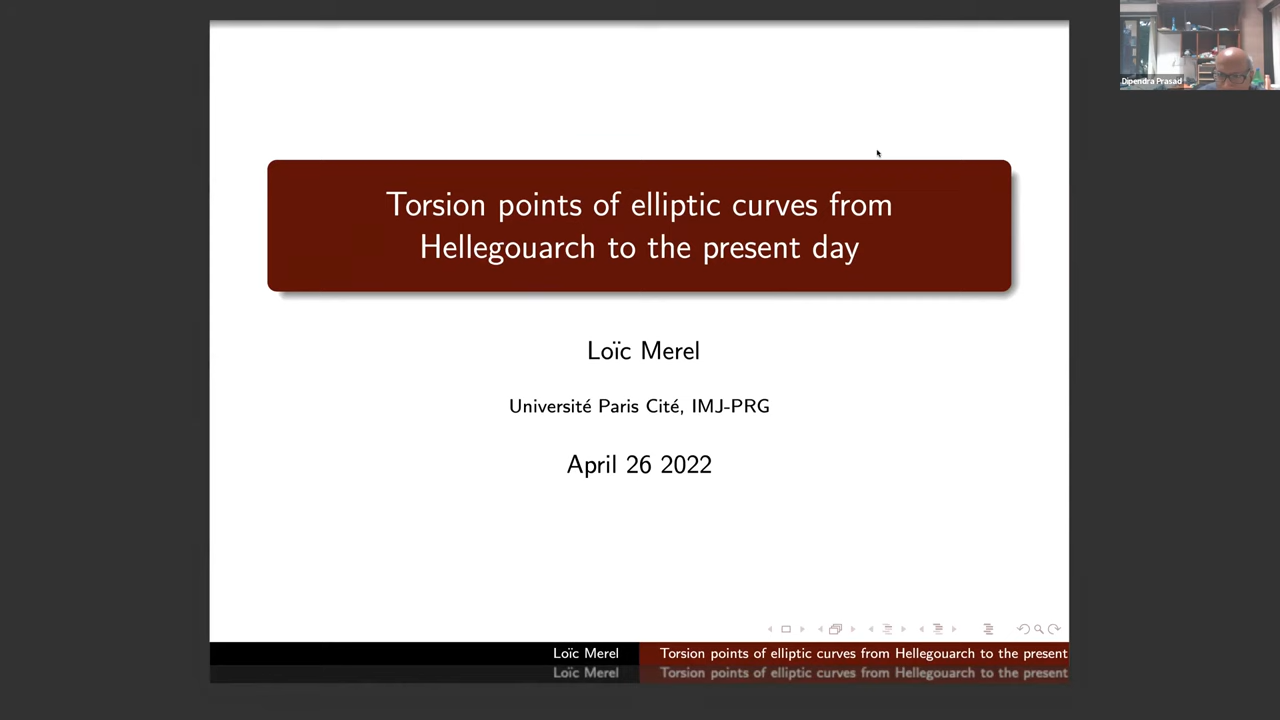 Dipendra Prasad
Torsion points of elliptic curves from
Hellegouarch to the present day
Loïc Merel
Université Paris Cité, IMJ-PRG
April 26 2022
Loïc Merel
Torsion points of elliptic curves from Hellegouarch to the present
Loïc Merel
Torsion points of elliptic curves from Hellegouarch to the present